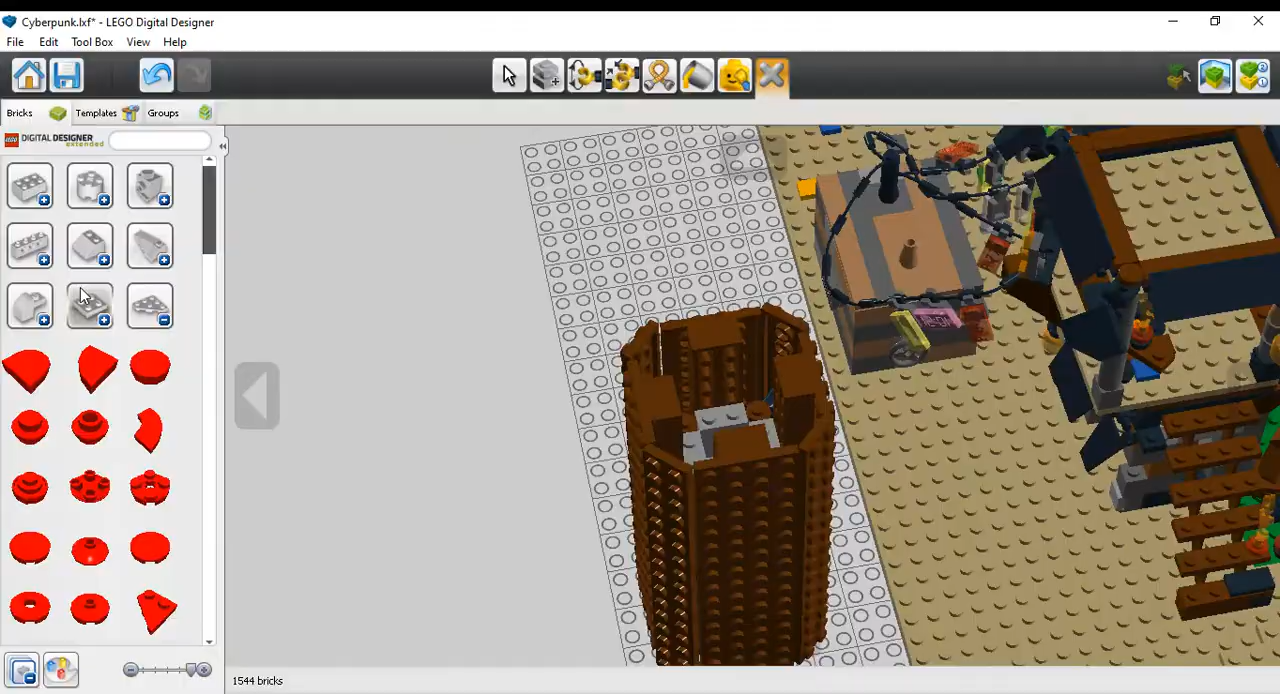 Cyberpunk.lxf* - LEGO Digital Designer
File Edit Tool Box View Help
Bricks Templates Groups
LEGO DIGITAL DESIGNER
extended
1544 bricks